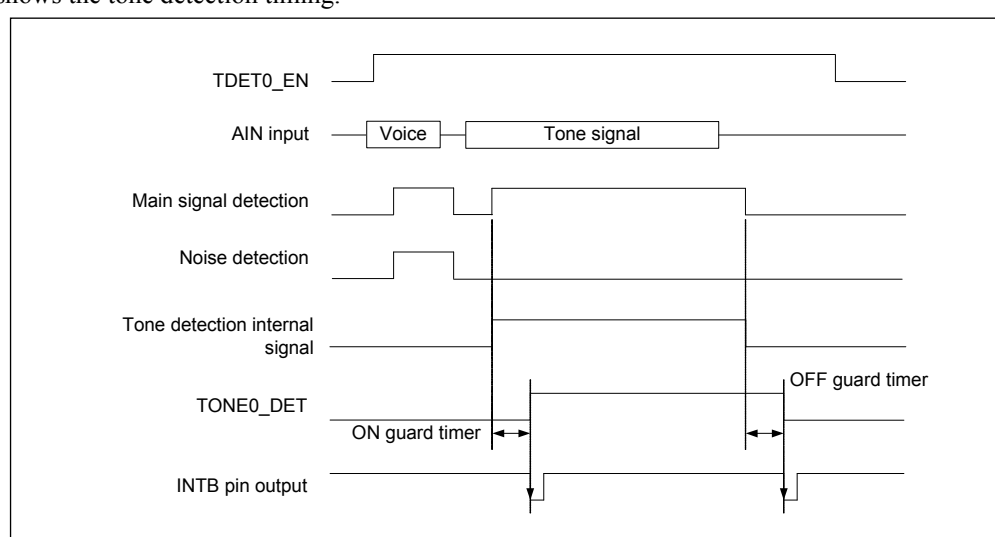 shows the tone detection timing.
TDET0_EN
AIN input
Voice
Tone signal
Main signal detection
Noise detection
Tone detection internal
signal
OFF guard timer
TONE0_DET
ON guard timer
INTB pin output